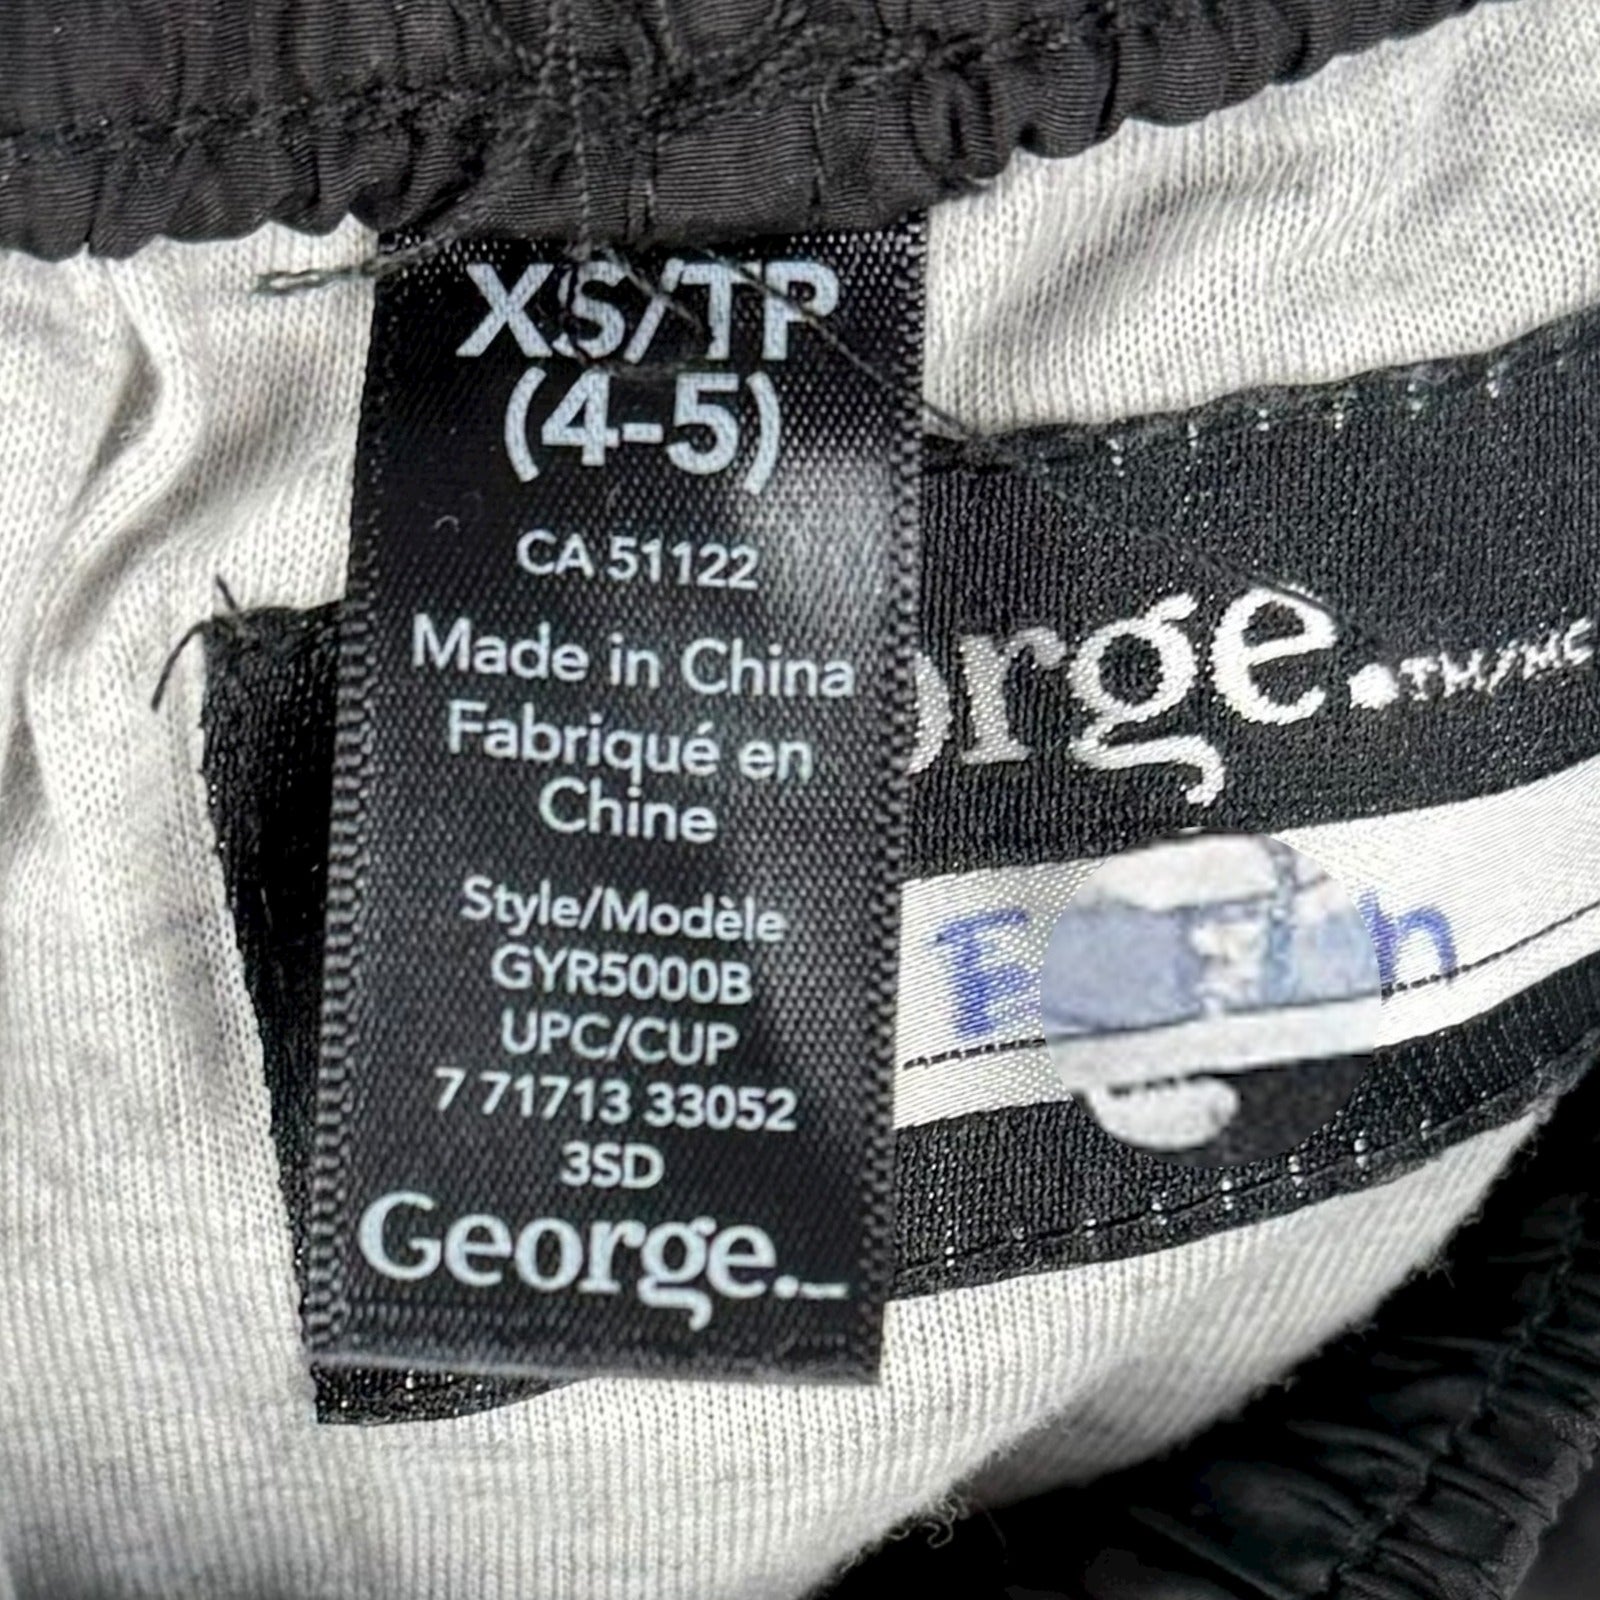 XS/TP
(4-5)
CA 51122
Made in China
Fabriqué en
Chine
Style/Modèle
GYR5000B
UPC/CUP
7 71713 33052
3SD
George.
orge.TM/MC